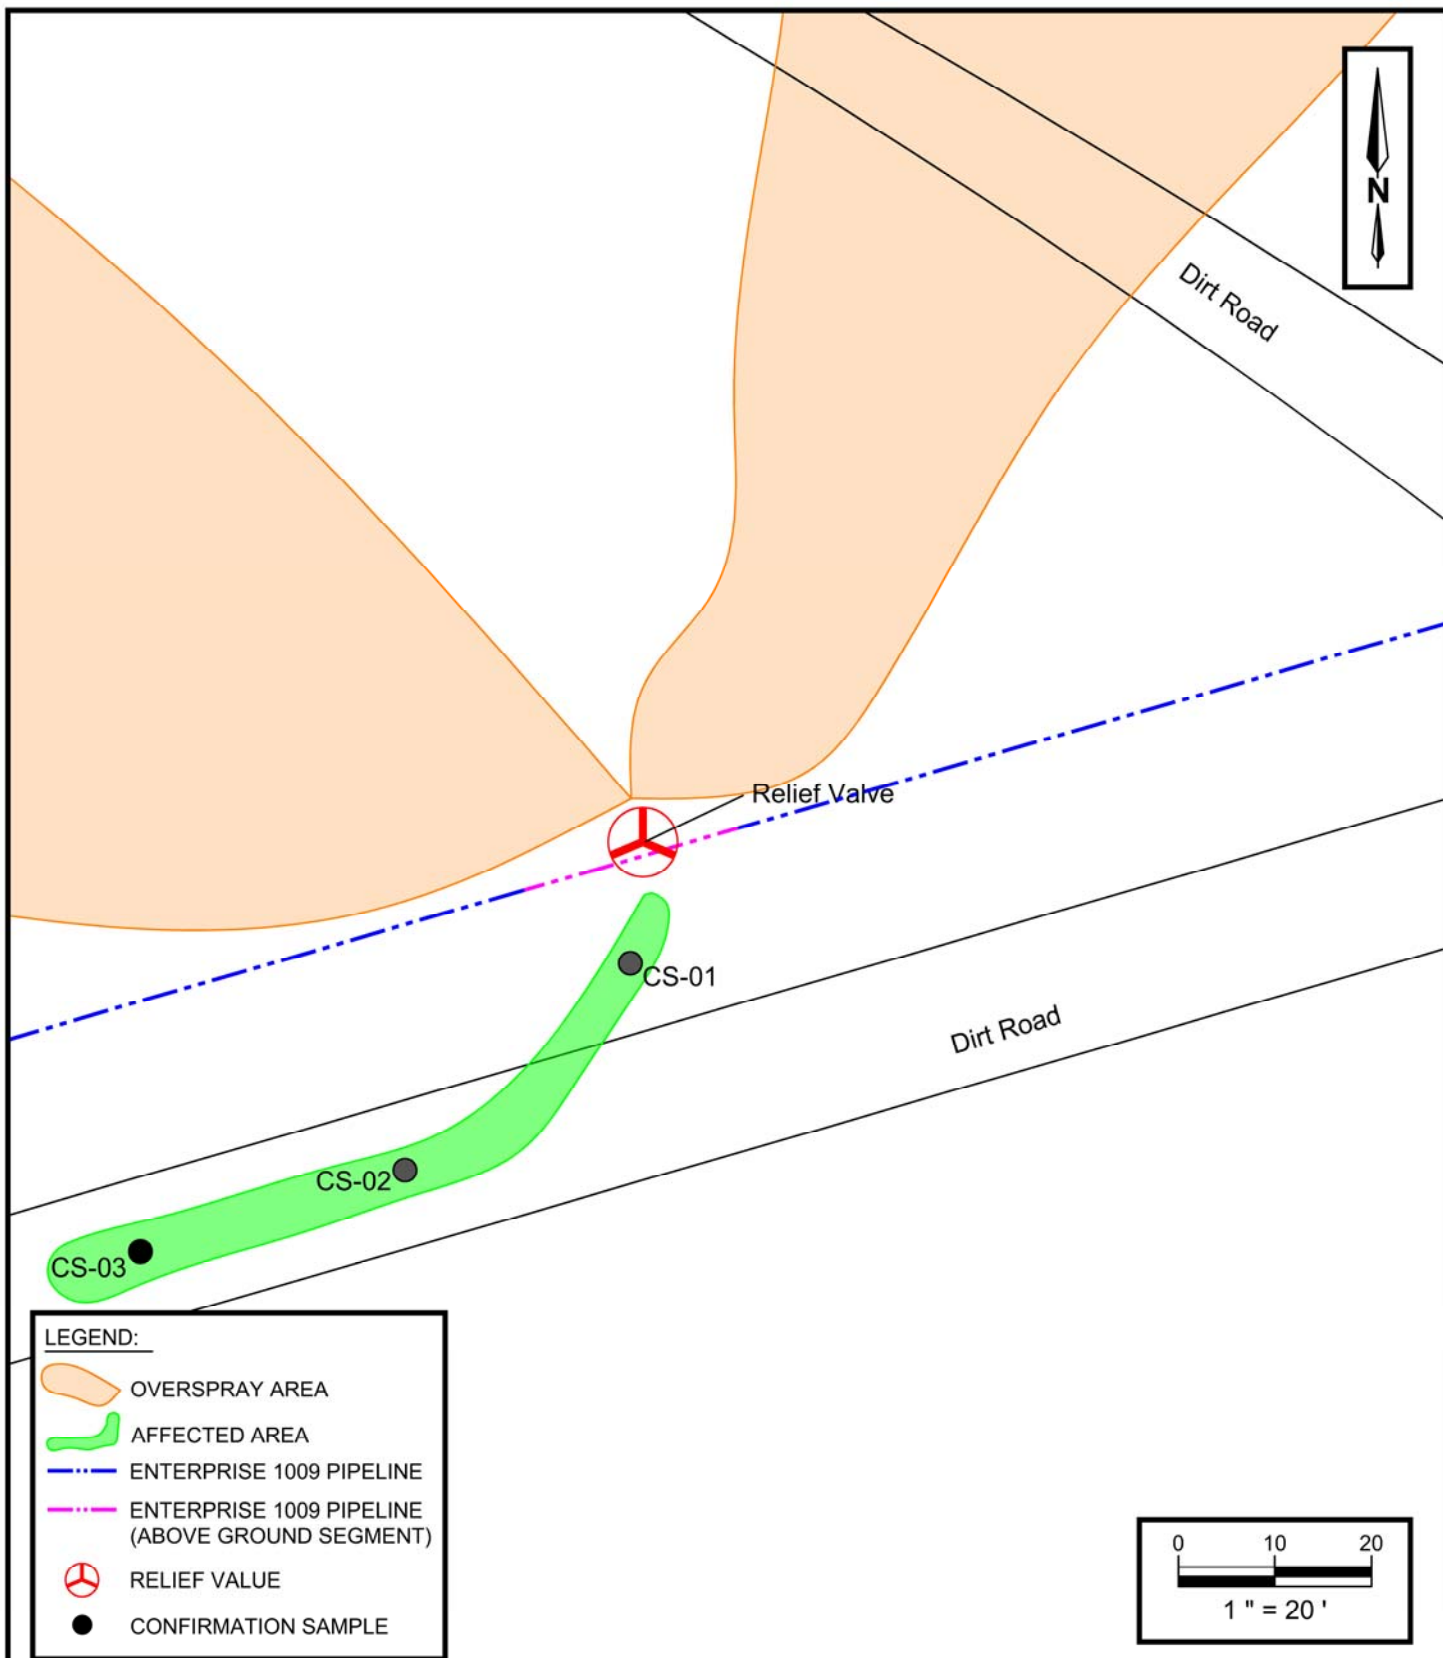 N
Dirt Road
Relief Valve
CS-01
Dirt Road
CS-02
CS-03
LEGEND:
OVERSPRAY AREA
AFFECTED AREA
ENTERPRISE 1009 PIPELINE
ENTERPRISE 1009 PIPELINE
(ABOVE GROUND SEGMENT)
RELIEF VALUE
CONFIRMATION SAMPLE
0 10 20
1 " = 20 '